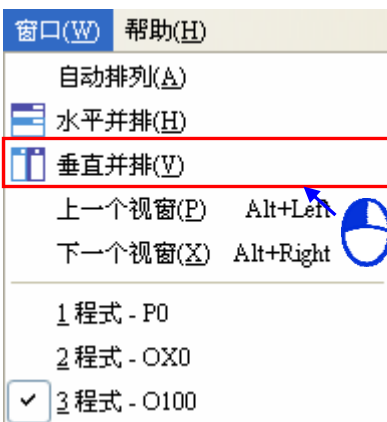 窗口(W) 帮助(H)
自动排列(A)
水平并排(H)
垂直并排(V)
上一个视窗(P) Alt+Left
下一个视窗(X) Alt+Right
1 程式 - P0
2 程式 - OX0
3 程式 - O100